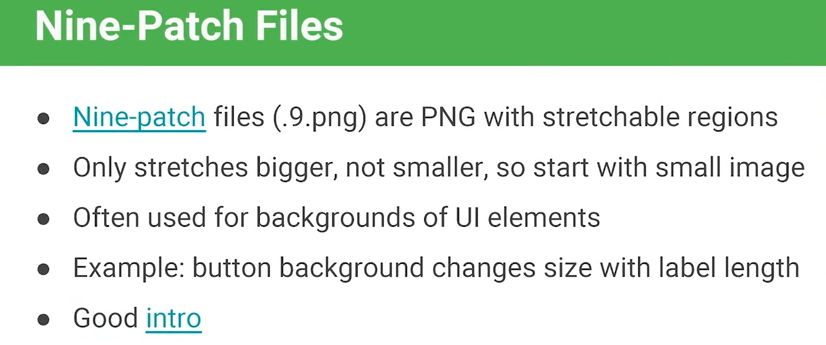 Nine-Patch Files
● Nine-patch files (.9.png) are PNG with stretchable regions
● Only stretches bigger, not smaller, so start with small image
● Often used for backgrounds of UI elements
● Example: button background changes size with label length
● Good intro